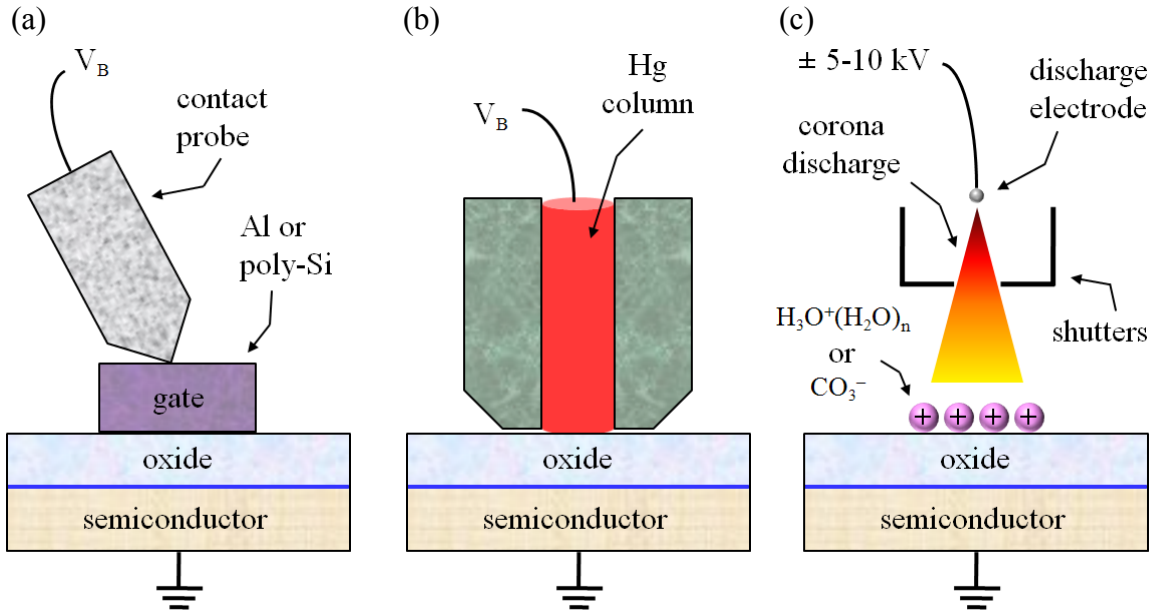 (a)
V_B
contact
probe
Al or
poly-Si
gate
oxide
semiconductor
(b)
V_B
Hg
column
oxide
semiconductor
(c)
± 5-10 kV
discharge
electrode
corona
discharge
H₃O⁺(H₂O)ₙ
or
CO₃⁻
shutters
+ + + +
oxide
semiconductor